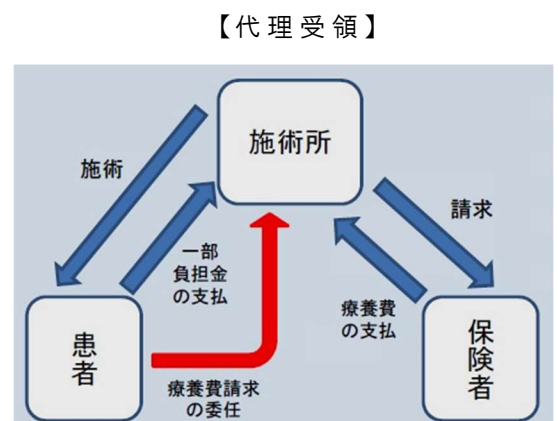 【代理受領】
施術所
施術
請求
一部
負担金
の支払
療養費
の支払
患者
保険者
療養費請求
の委任